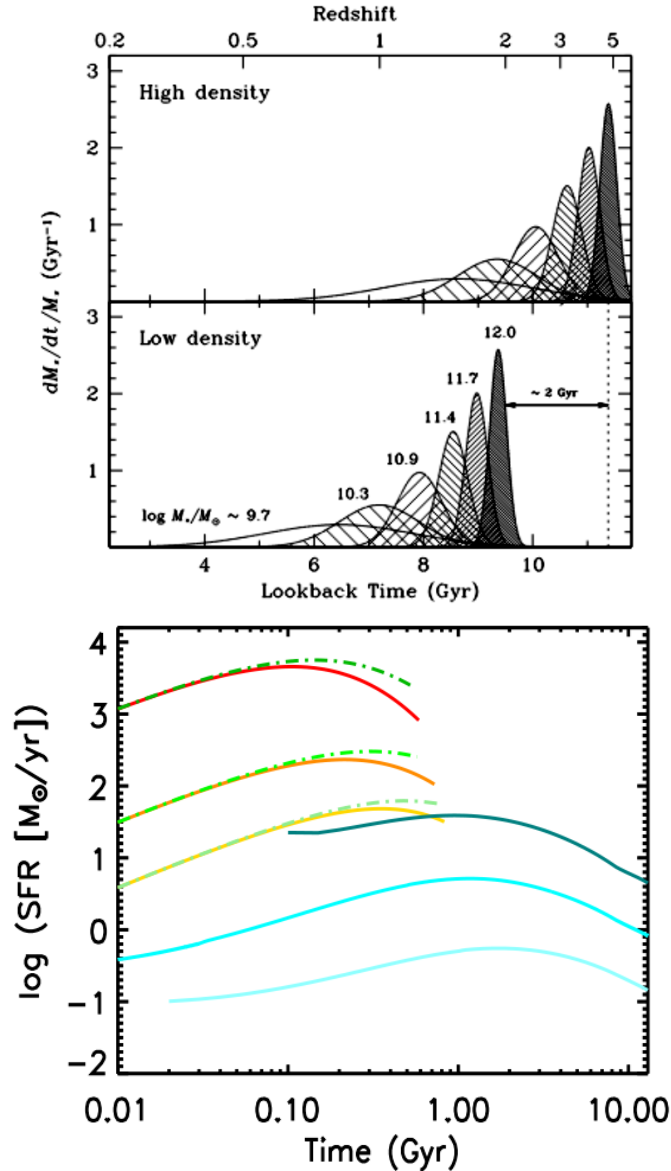 Redshift
0.2 0.5 1 2 3 5
High density
3
2
1
dM⋆/dt/M⋆ (Gyr⁻¹)
Low density
3
2
1
12.0
11.7
11.4
10.9
10.3
~ 2 Gyr
log M⋆/M⊙ ~ 9.7
4 6 8 10
Lookback Time (Gyr)
4
3
2
1
0
−1
−2
log (SFR [M⊙/yr])
0.01 0.10 1.00 10.00
Time (Gyr)